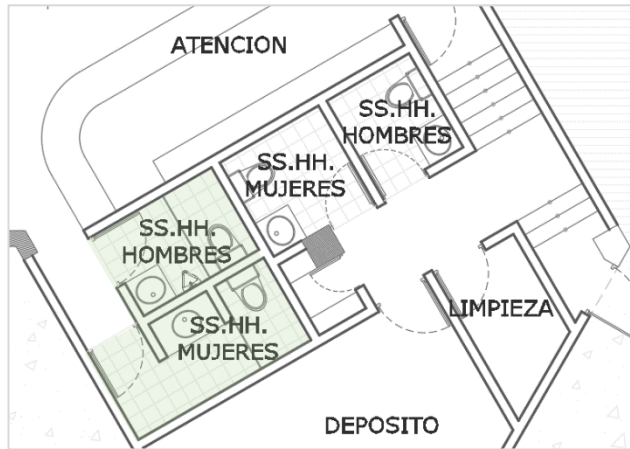 ATENCION
SS.HH.
HOMBRES
SS.HH.
MUJERES
SS.HH.
HOMBRES
SS.HH.
MUJERES
LIMPIEZA
DEPOSITO